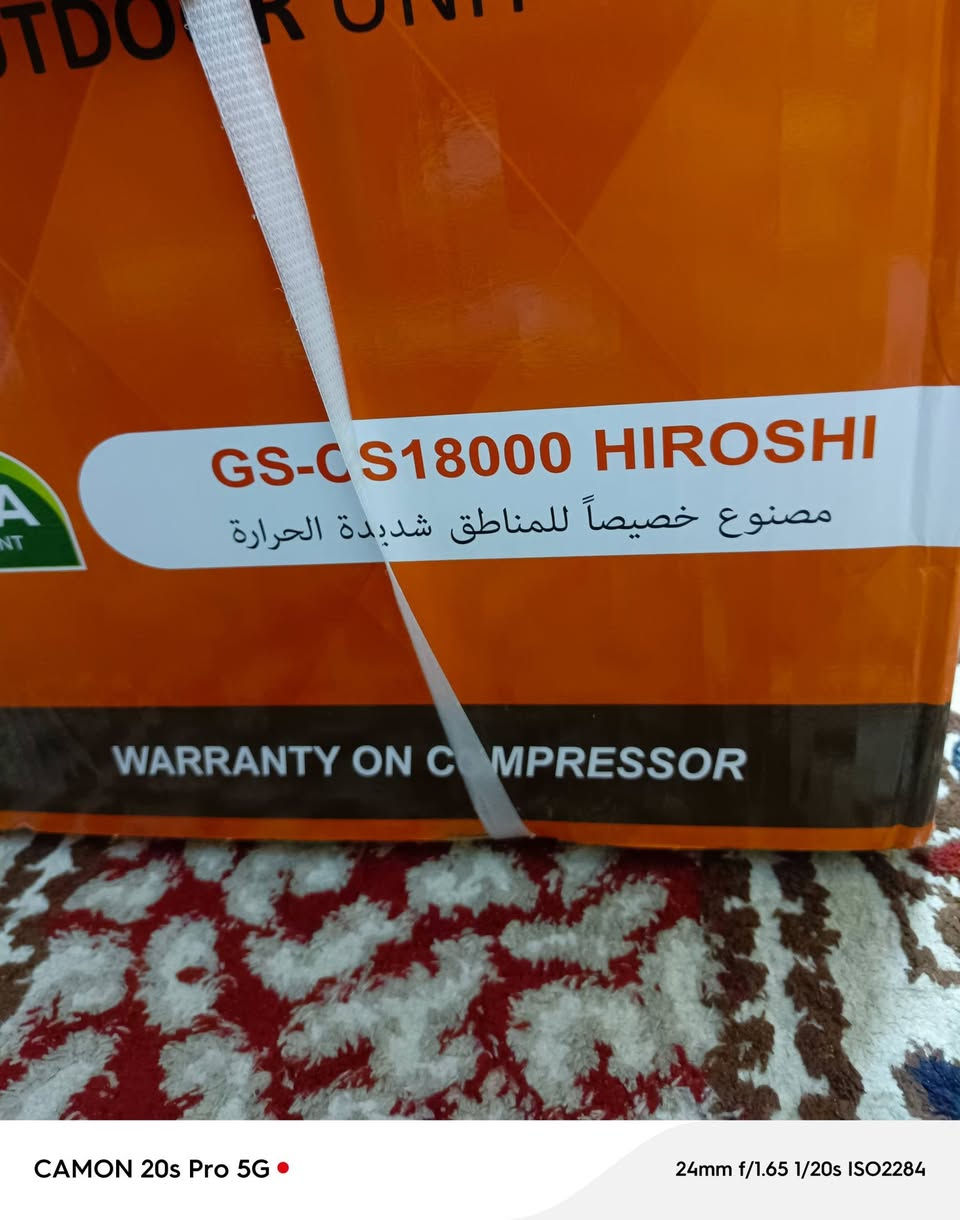 UNIT
GS-CS18000 HIROSHI
مصنوع خصيصاً للمناطق شديدة الحرارة
WARRANTY ON COMPRESSOR
CAMON 20s Pro 5G
24mm f/1.65 1/20s ISO2284